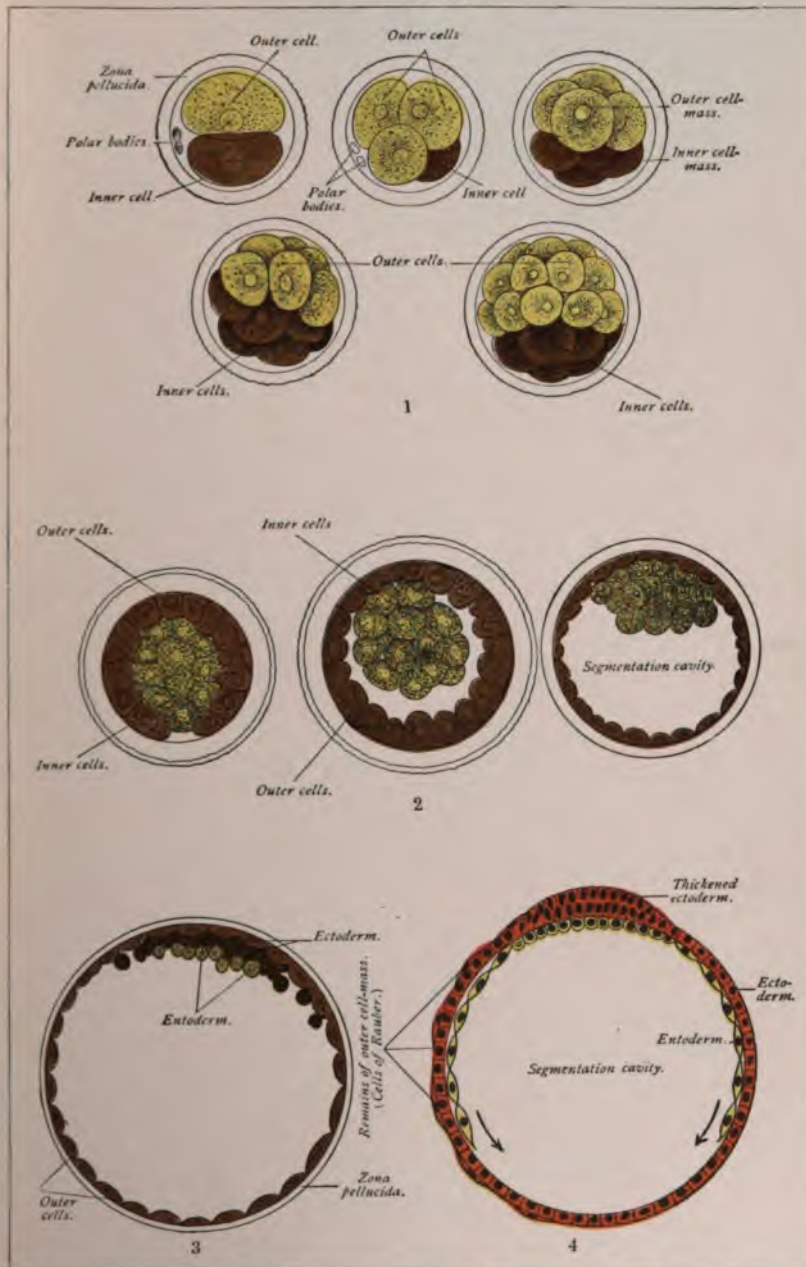 Outer cell.
Zona
pellucida.
Polar bodies.
Inner cell.
Outer cells
Polar
bodies.
Inner cell
Outer cell-
mass.
Inner cell-
mass.
Outer cells.
Inner cells.
Inner cells.
1
Outer cells.
Inner cells.
Inner cells
Outer cells.
Segmentation cavity.
2
Ectoderm.
Entoderm.
Outer
cells.
Zona
pellucida.
3
Remains of outer cell-mass.
(Cells of Rauber.)
Thickened
ectoderm.
Ecto-
derm.
Entoderm.
Segmentation cavity.
4